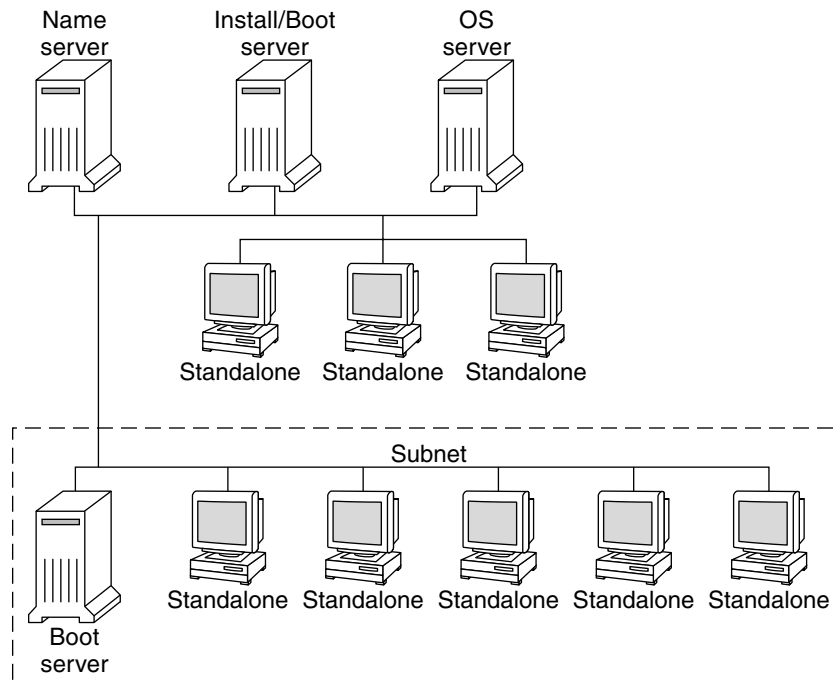 Name
server
Install/Boot
server
OS
server
Standalone
Standalone
Standalone
Subnet
Standalone
Standalone
Standalone
Standalone
Standalone
Boot
server